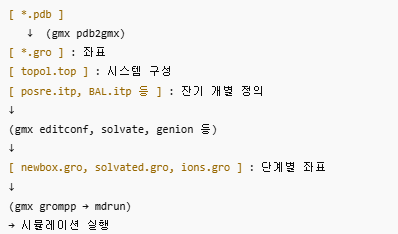 [ *.pdb ]
↓ (gmx pdb2gmx)
[ *.gro ] : 좌표
[ topol.top ] : 시스템 구성
[ posre.itp, BAL.itp 등 ] : 잔기 개별 정의
↓
(gmx editconf, solvate, genion 등)
↓
[ newbox.gro, solvated.gro, ions.gro ] : 단계별 좌표
↓
(gmx grompp → mdrun)
→ 시뮬레이션 실행